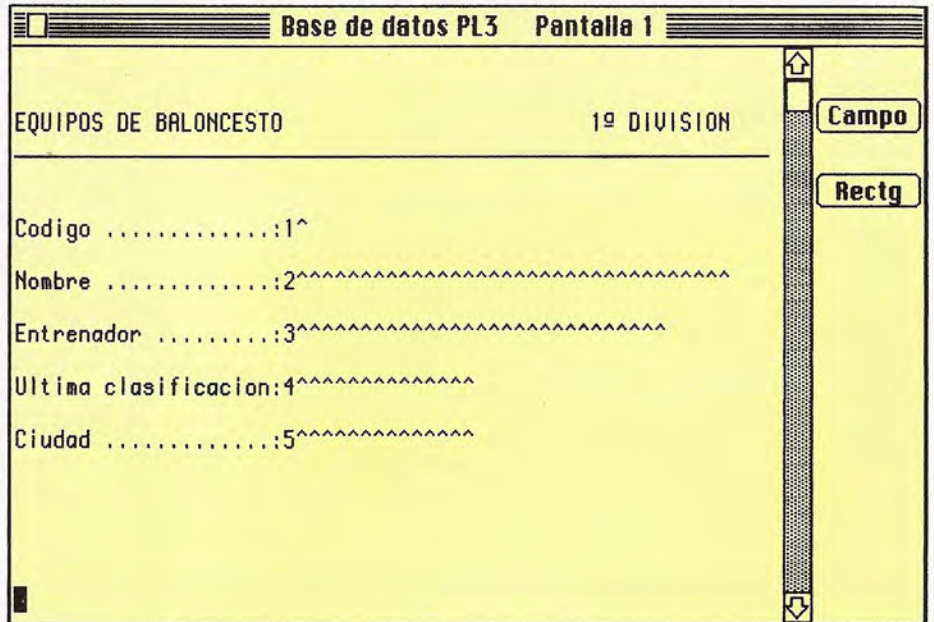 Base de datos PL3 Pantalla 1
EQUIPOS DE BALONCESTO 1º DIVISION
Campo
Rectg
Codigo .............:1^
Nombre .............:2^^^^^^^^^^^^^^^^^^^^^^^^^^^^^^^^^^
Entrenador .........:3^^^^^^^^^^^^^^^^^^^^^^^^^^^^^
Ultima clasificacion:4^^^^^^^^^^^^^^
Ciudad .............:5^^^^^^^^^^^^^^